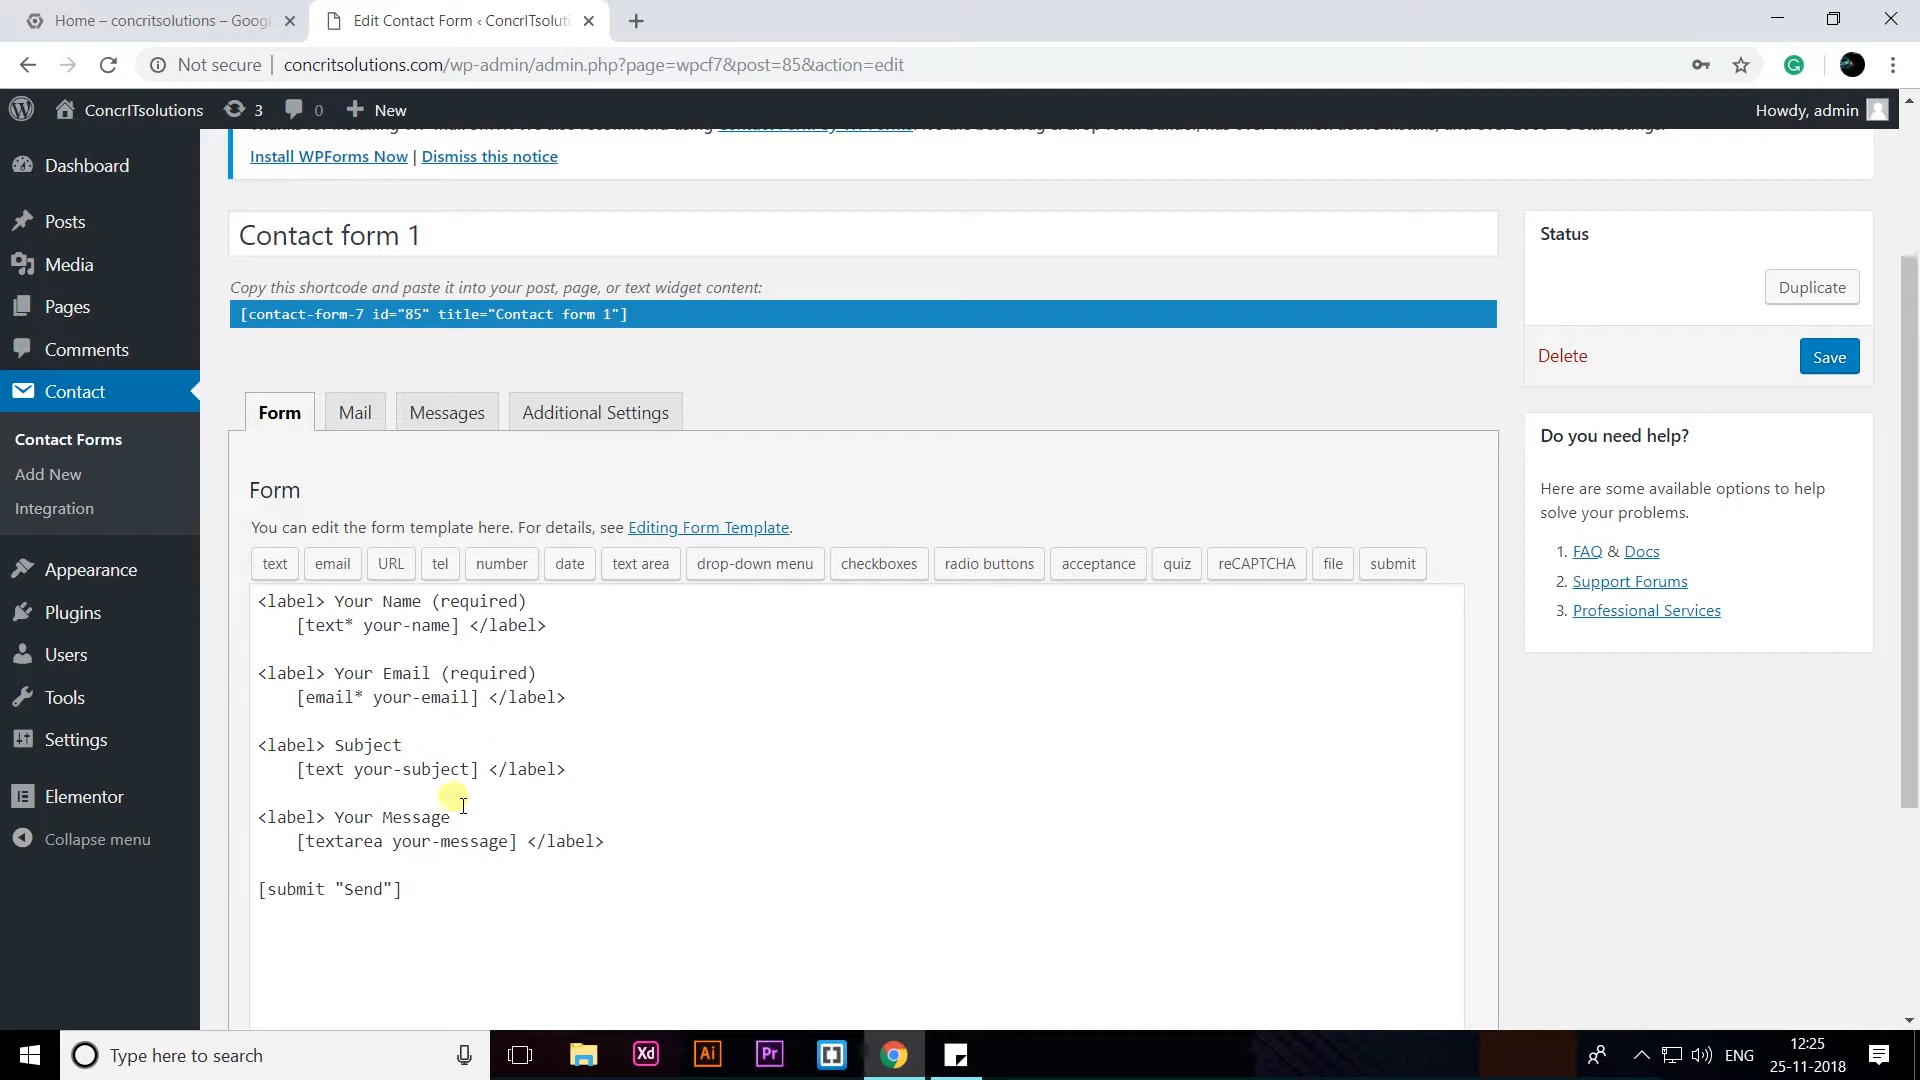 Home – concritsolutions – Googl
Edit Contact Form ‹ ConcrITsoluti
Not secure | concritsolutions.com/wp-admin/admin.php?page=wpcf7&post=85&action=edit
ConcrITsolutions 3 0 New
Howdy, admin
Install WPForms Now | Dismiss this notice
Dashboard
Posts
Media
Pages
Comments
Contact
Contact Forms
Add New
Integration
Appearance
Plugins
Users
Tools
Settings
Elementor
Collapse menu
Contact form 1
Copy this shortcode and paste it into your post, page, or text widget content:
[contact-form-7 id="85" title="Contact form 1"]
Form Mail Messages Additional Settings
Form
You can edit the form template here. For details, see Editing Form Template.
text email URL tel number date text area drop-down menu checkboxes radio buttons acceptance quiz reCAPTCHA file submit
<label> Your Name (required)
[text* your-name] </label>
<label> Your Email (required)
[email* your-email] </label>
<label> Subject
[text your-subject] </label>
<label> Your Message
[textarea your-message] </label>
[submit "Send"]
Status
Duplicate
Delete Save
Do you need help?
Here are some available options to help
solve your problems.
1. FAQ & Docs
2. Support Forums
3. Professional Services
Type here to search
Xd Ai Pr
ENG
12:25
25-11-2018